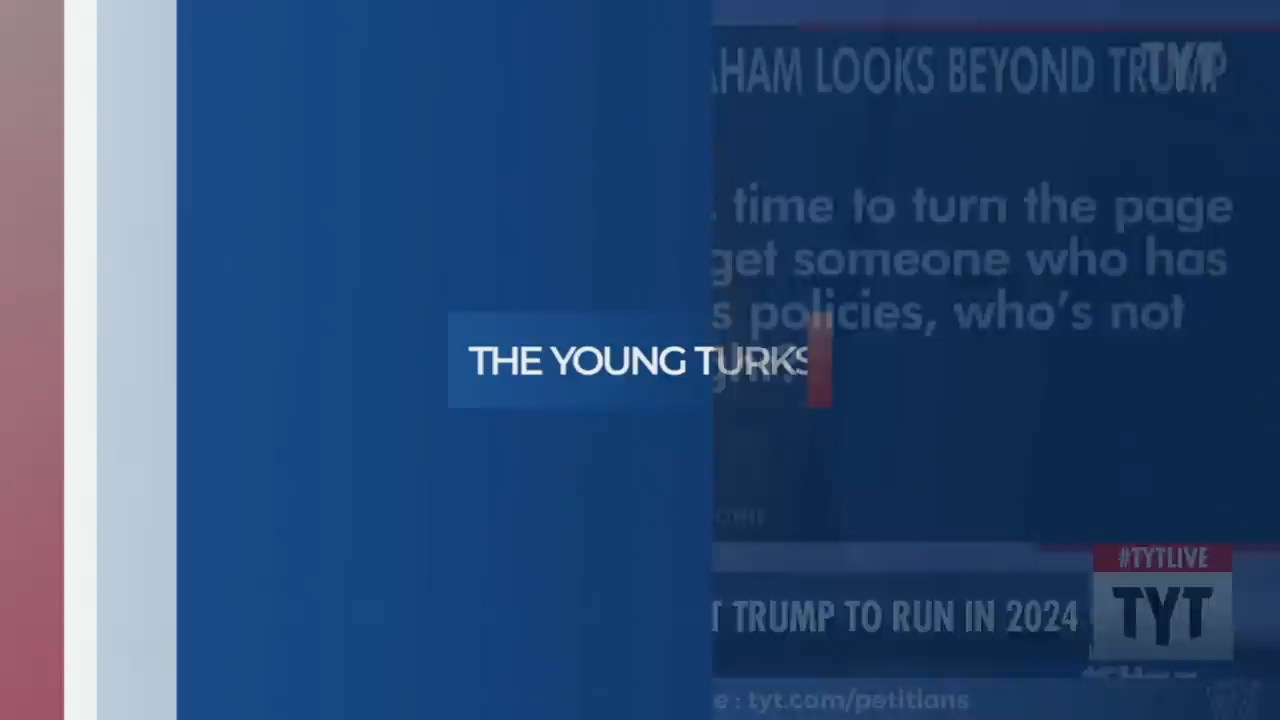 AHAM LOOKS BEYOND TRUMP
TYT
time to turn the page
get someone who has
s policies, who's not
THE YOUNG TURKS
#TYTLIVE
TYT
T TRUMP TO RUN IN 2024
e : tyt.com/petitions